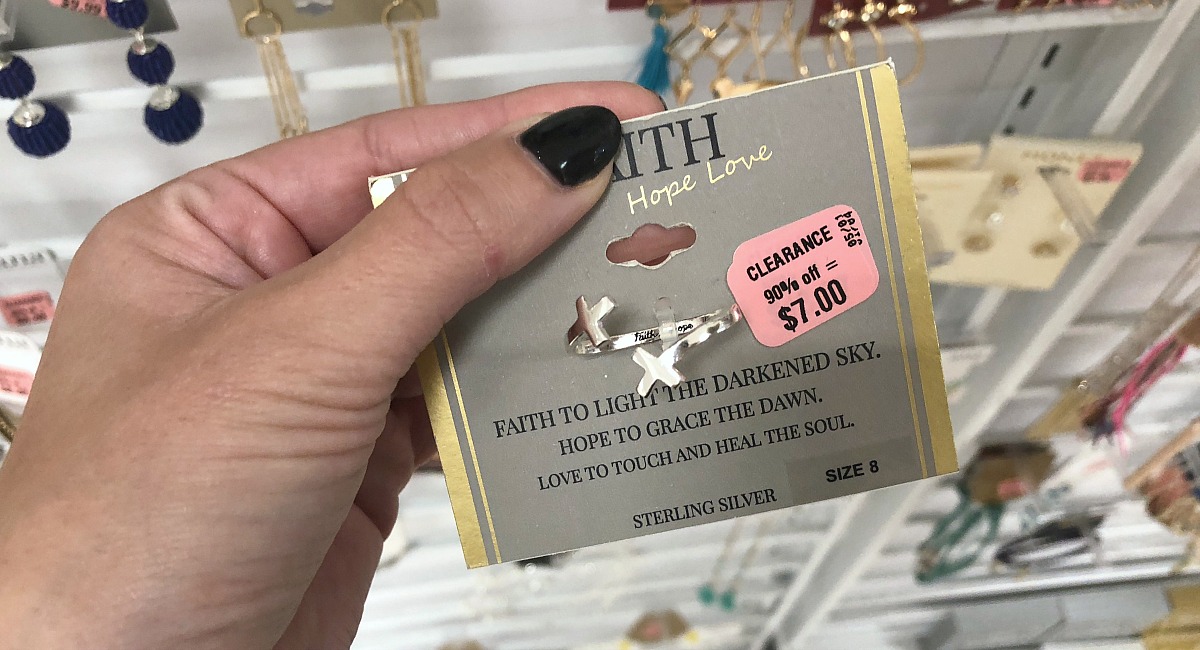 AITH
Hope Love
CLEARANCE
90% off =
$7.00
FAITH TO LIGHT THE DARKENED SKY.
HOPE TO GRACE THE DAWN.
LOVE TO TOUCH AND HEAL THE SOUL.
SIZE 8
STERLING SILVER